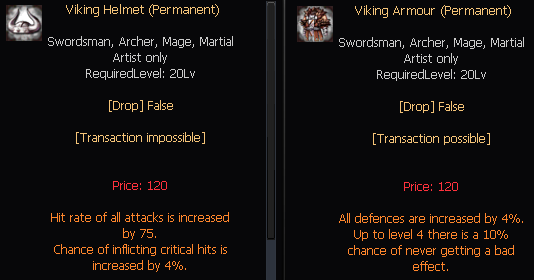 Viking Helmet (Permanent)
Swordsman, Archer, Mage, Martial
Artist only
RequiredLevel: 20Lv
[Drop] False
[Transaction impossible]
Price: 120
Hit rate of all attacks is increased
by 75.
Chance of inflicting critical hits is
increased by 4%.
Viking Armour (Permanent)
Swordsman, Archer, Mage, Martial
Artist only
RequiredLevel: 20Lv
[Drop] False
[Transaction possible]
Price: 120
All defences are increased by 4%.
Up to level 4 there is a 10%
chance of never getting a bad
effect.